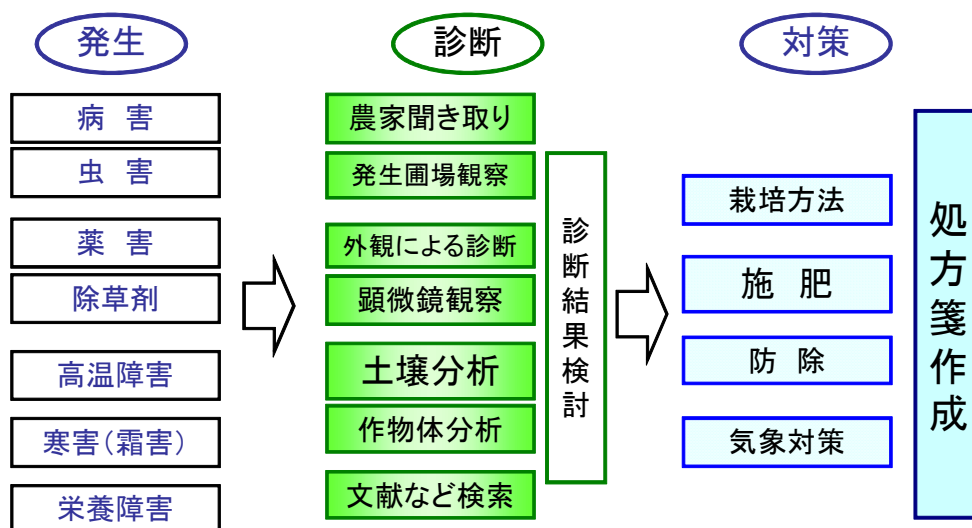 発生
病 害
虫 害
薬 害
除草剤
高温障害
寒害(霜害)
栄養障害
診断
農家聞き取り
発生圃場観察
外観による診断
顕微鏡観察
土壌分析
作物体分析
文献など検索
診断結果検討
対策
栽培方法
施 肥
防 除
気象対策
処方箋作成